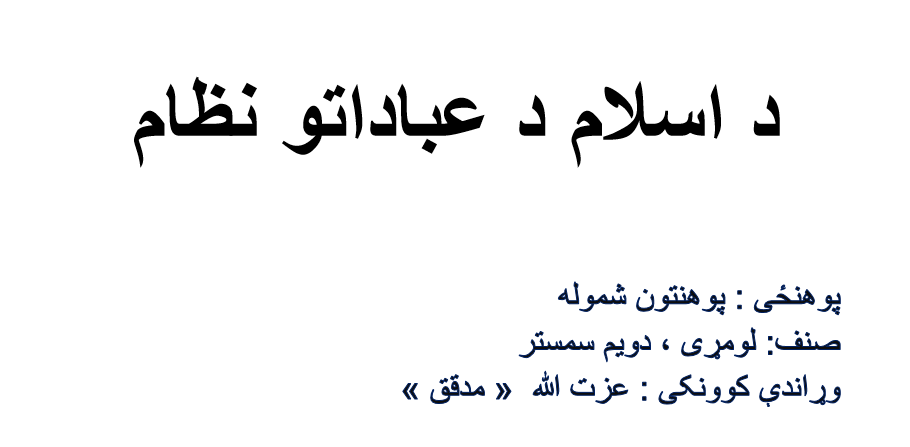 د اسلام د عباداتو نظام
پوهنځی : پوهنتون شموله
صنف: لومړی ، دویم سمستر
وړاندې کوونکی : عزت الله « مدقق »